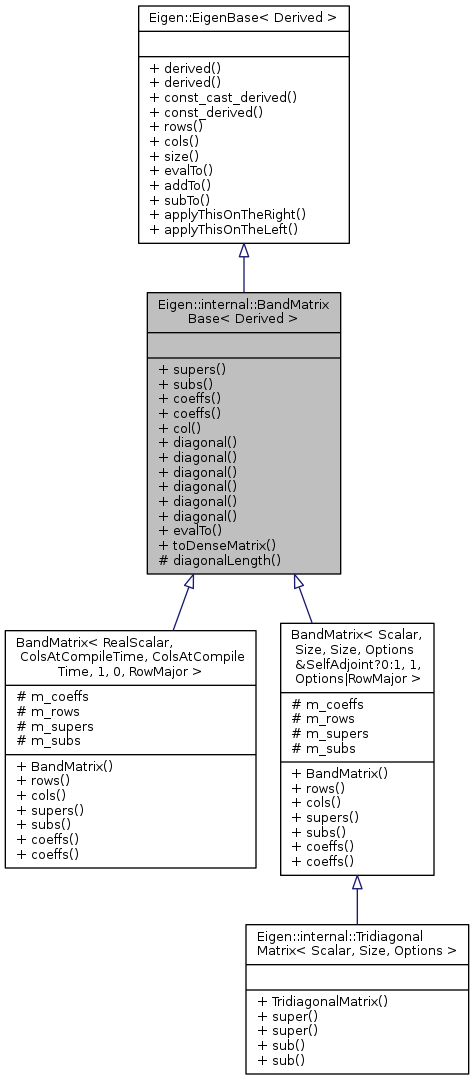 Eigen::EigenBase< Derived >
+ derived()
+ derived()
+ const_cast_derived()
+ const_derived()
+ rows()
+ cols()
+ size()
+ evalTo()
+ addTo()
+ subTo()
+ applyThisOnTheRight()
+ applyThisOnTheLeft()
Eigen::internal::BandMatrix
Base< Derived >
+ supers()
+ subs()
+ coeffs()
+ coeffs()
+ col()
+ diagonal()
+ diagonal()
+ diagonal()
+ diagonal()
+ diagonal()
+ diagonal()
+ evalTo()
+ toDenseMatrix()
# diagonalLength()
BandMatrix< RealScalar,
ColsAtCompileTime, ColsAtCompile
Time, 1, 0, RowMajor >
# m_coeffs
# m_rows
# m_supers
# m_subs
+ BandMatrix()
+ rows()
+ cols()
+ supers()
+ subs()
+ coeffs()
+ coeffs()
BandMatrix< Scalar,
Size, Size, Options
&SelfAdjoint?0:1, 1,
Options|RowMajor >
# m_coeffs
# m_rows
# m_supers
# m_subs
+ BandMatrix()
+ rows()
+ cols()
+ supers()
+ subs()
+ coeffs()
+ coeffs()
Eigen::internal::Tridiagonal
Matrix< Scalar, Size, Options >
+ TridiagonalMatrix()
+ super()
+ super()
+ sub()
+ sub()